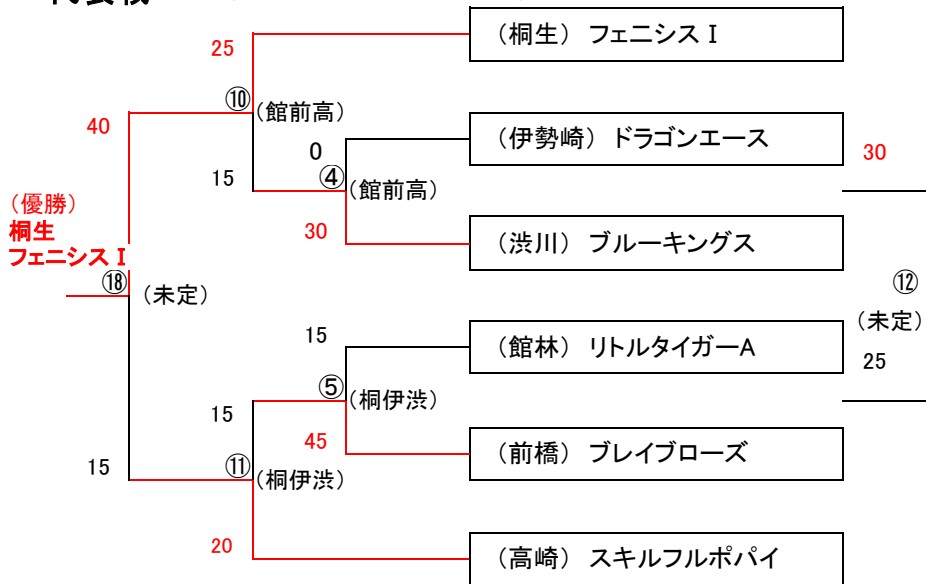 25
（桐生） フェニシス I
⑩
（館前高）
40
（伊勢崎） ドラゴンエース
30
0
15
④
（館前高）
（優勝）
桐生
フェニシス I
30
（渋川） ブルーキングス
⑱
（未定）
⑫
（未定）
15
（館林） リトルタイガーA
25
⑤
（桐伊渋）
15
45
（前橋） ブレイブローズ
15
⑪
（桐伊渋）
20
（高崎） スキルフルポパイ